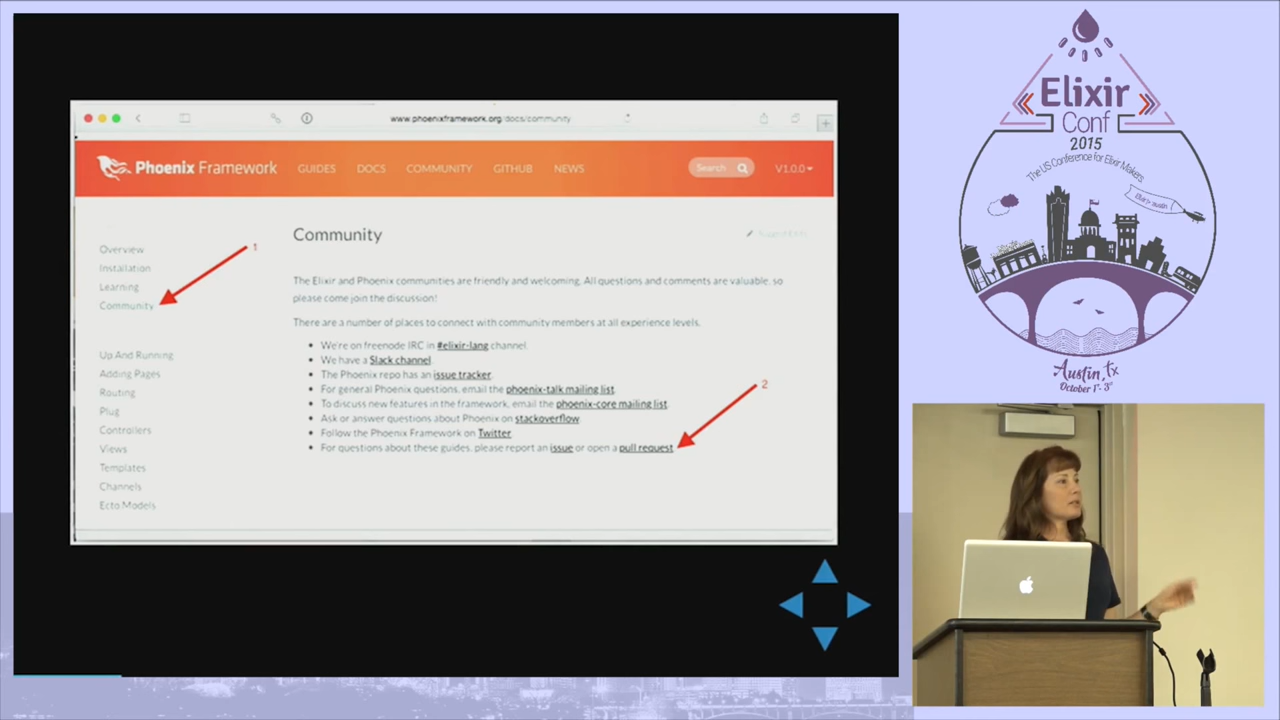 www.phoenixframework.org/docs/community
Phoenix Framework GUIDES DOCS COMMUNITY GITHUB NEWS Search V1.0.0
Overview
Installation
Learning
Community
Up And Running
Adding Pages
Routing
Plug
Controllers
Views
Templates
Channels
Ecto Models
1
Community
The Elixir and Phoenix communities are friendly and welcoming. All questions and comments are valuable, so
please come join the discussion!
There are a number of places to connect with community members at all experience levels.
We're on freenode IRC in #elixir-lang channel.
We have a Slack channel.
The Phoenix repo has an issue tracker.
For general Phoenix questions, email the phoenix-talk mailing list.
To discuss new features in the framework, email the phoenix-core mailing list.
Ask or answer questions about Phoenix on stackoverflow.
Follow the Phoenix Framework on Twitter.
For questions about these guides, please report an issue or open a pull request.
2
Elixir
Conf
2015
The US Conference for Elixir Makers
Austin, Tx
October 1st - 3rd